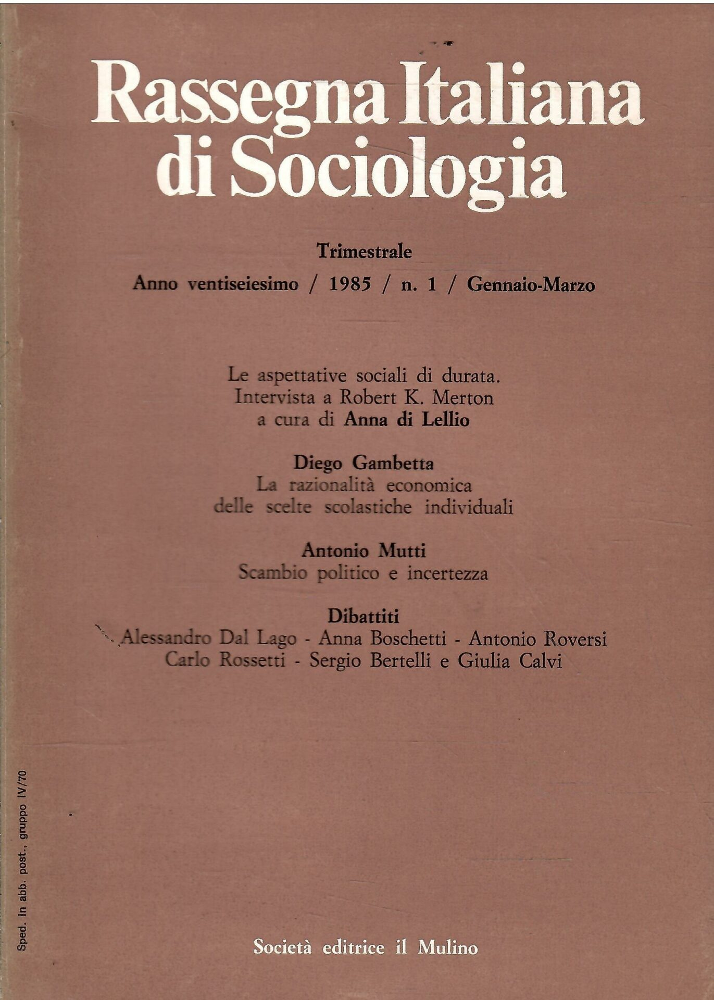 Rassegna Italiana
di Sociologia
Trimestrale
Anno ventiseiesimo / 1985 / n. 1 / Gennaio-Marzo
Le aspettative sociali di durata.
Intervista a Robert K. Merton
a cura di Anna di Lellio
Diego Gambetta
La razionalità economica
delle scelte scolastiche individuali
Antonio Mutti
Scambio politico e incertezza
Dibattiti
Alessandro Dal Lago - Anna Boschetti - Antonio Roversi
Carlo Rossetti - Sergio Bertelli e Giulia Calvi
Sped. in abb. post., gruppo IV/70
Società editrice il Mulino